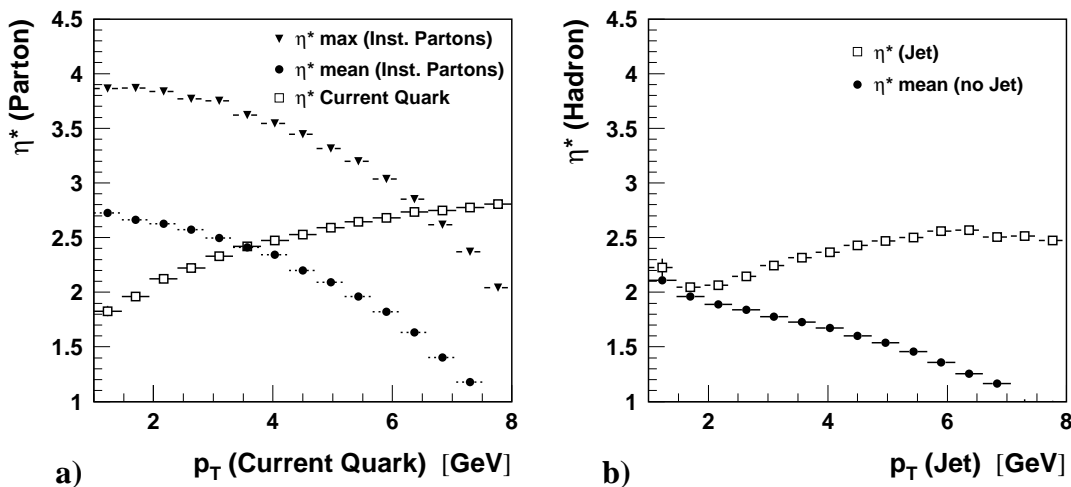 η* (Parton)
4.5
4
3.5
3
2.5
2
1.5
1
η* max (Inst. Partons)
η* mean (Inst. Partons)
η* Current Quark
2 4 6 8
a) p_T (Current Quark) [GeV]
η* (Hadron)
4.5
4
3.5
3
2.5
2
1.5
1
η* (Jet)
η* mean (no Jet)
2 4 6 8
b) p_T (Jet) [GeV]